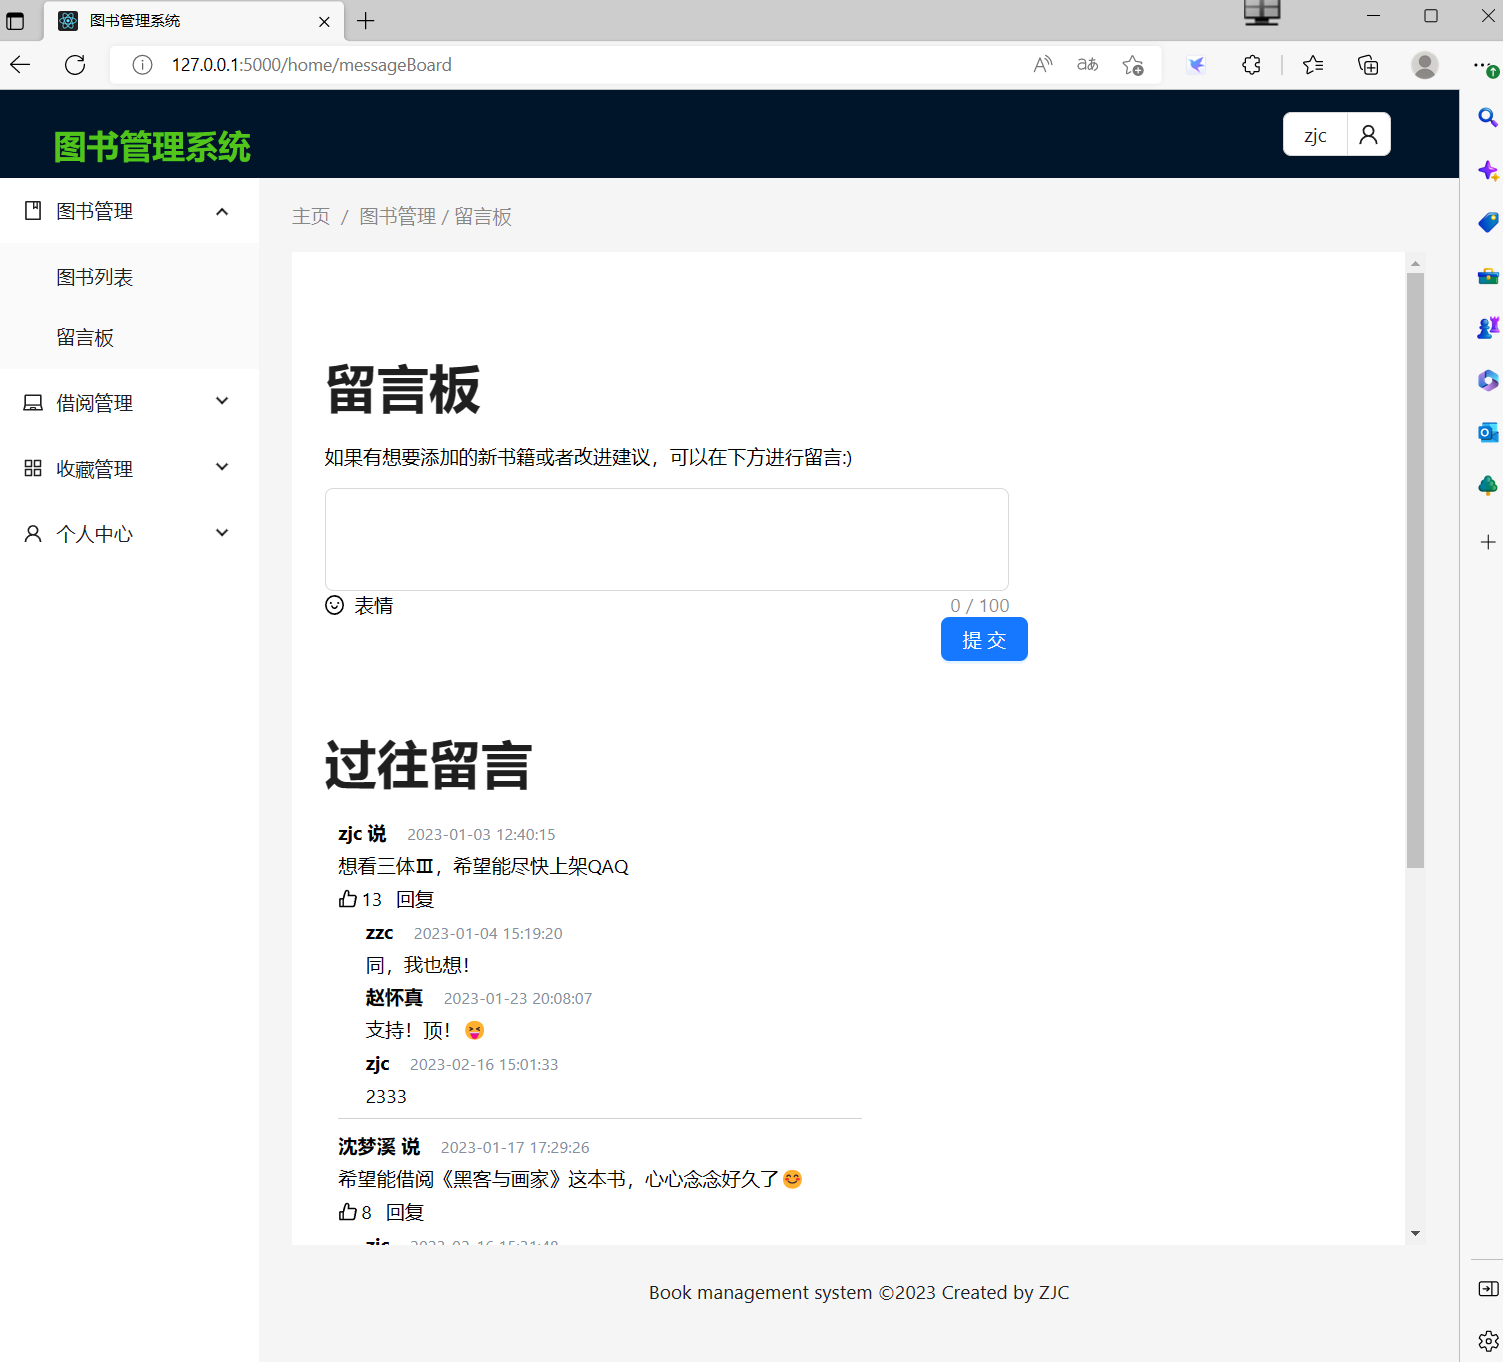 图书管理系统
127.0.0.1:5000/home/messageBoard
图书管理系统
zjc
图书管理
图书列表
留言板
借阅管理
收藏管理
个人中心
主页 / 图书管理 / 留言板
留言板
如果有想要添加的新书籍或者改进建议，可以在下方进行留言:)
表情
0 / 100
提 交
过往留言
zjc 说 2023-01-03 12:40:15
想看三体Ⅲ，希望能尽快上架QAQ
13 回复
zzc 2023-01-04 15:19:20
同，我也想！
赵怀真 2023-01-23 20:08:07
支持！顶！😝
zjc 2023-02-16 15:01:33
2333
沈梦溪 说 2023-01-17 17:29:26
希望能借阅《黑客与画家》这本书，心心念念好久了😊
8 回复
zjc
Book management system ©2023 Created by ZJC